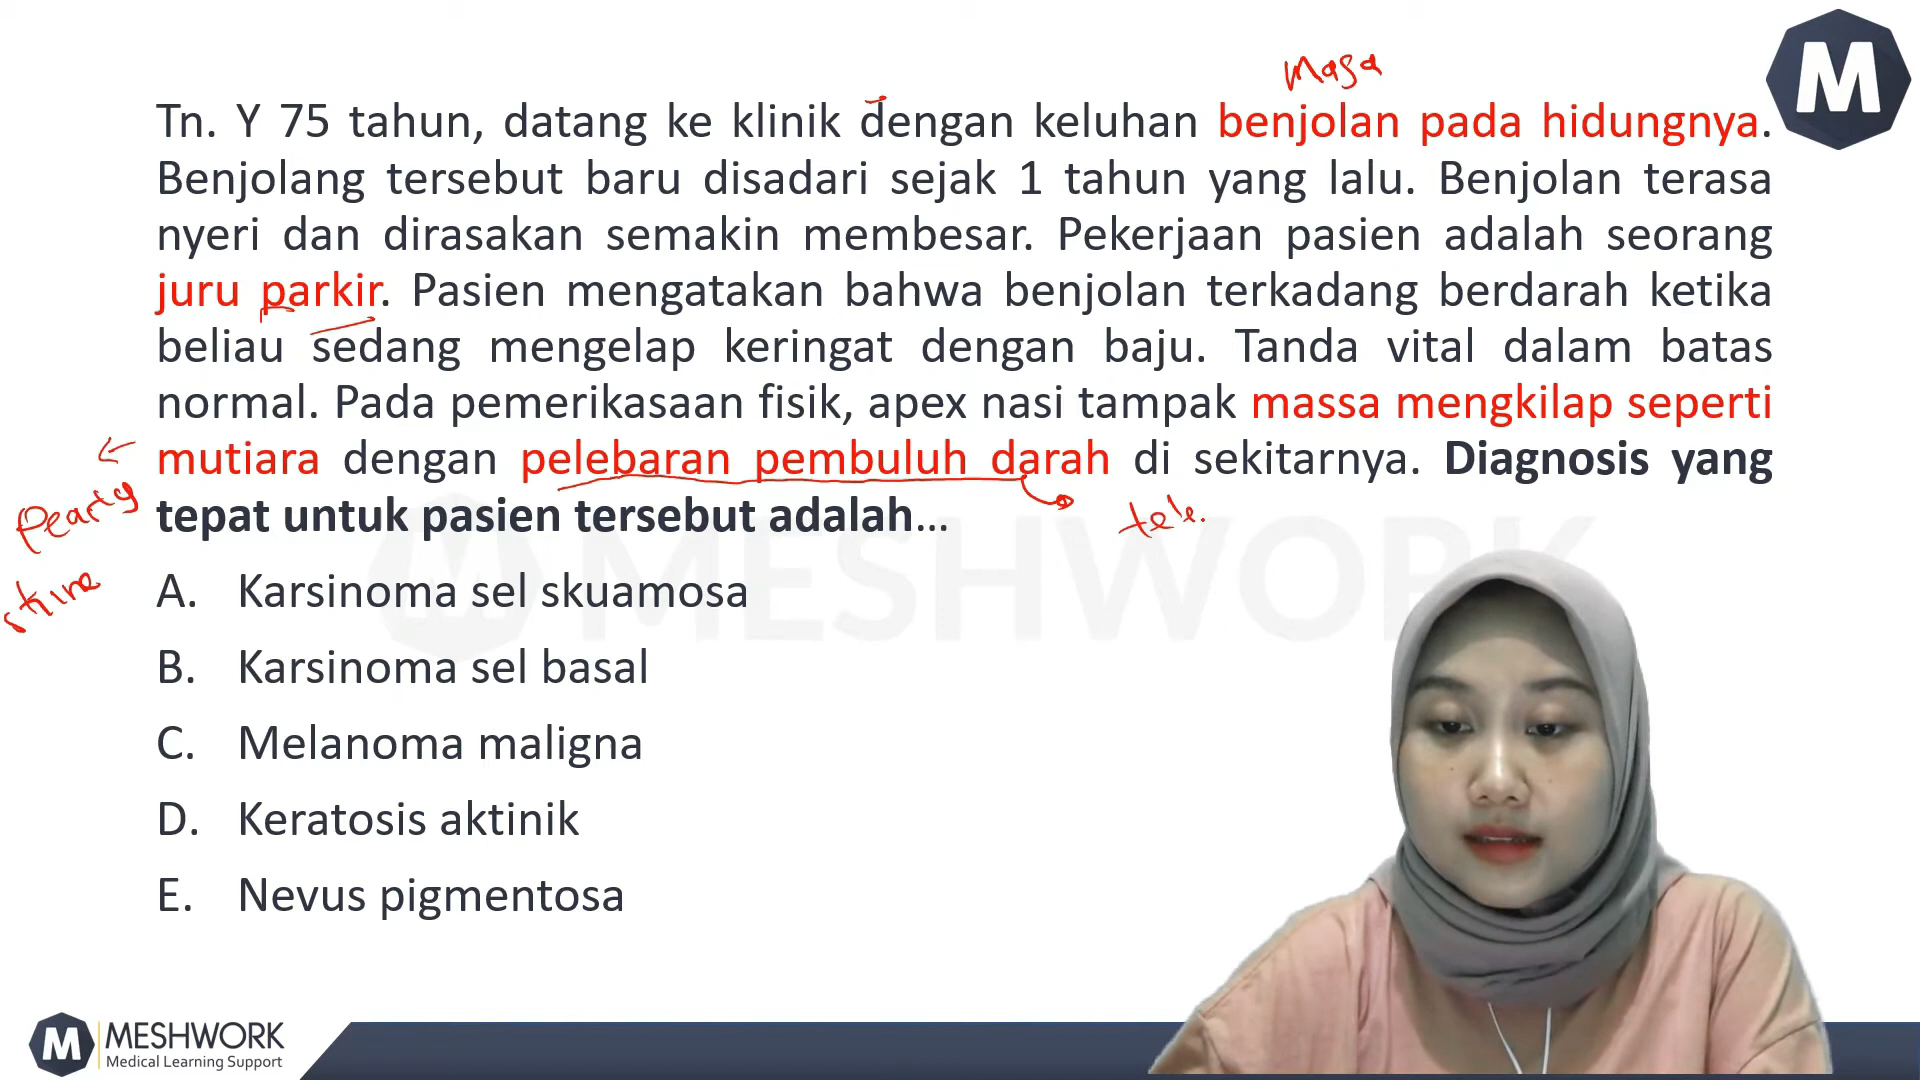 masa
Tn. Y 75 tahun, datang ke klinik dengan keluhan benjolan pada hidungnya.
Benjolang tersebut baru disadari sejak 1 tahun yang lalu. Benjolan terasa
nyeri dan dirasakan semakin membesar. Pekerjaan pasien adalah seorang
juru parkir. Pasien mengatakan bahwa benjolan terkadang berdarah ketika
beliau sedang mengelap keringat dengan baju. Tanda vital dalam batas
normal. Pada pemerikasaan fisik, apex nasi tampak massa mengkilap seperti
mutiara dengan pelebaran pembuluh darah di sekitarnya. Diagnosis yang
tepat untuk pasien tersebut adalah...
Pearly
tele.
A. Karsinoma sel skuamosa
B. Karsinoma sel basal
C. Melanoma maligna
D. Keratosis aktinik
E. Nevus pigmentosa
MESHWORK
M MESHWORK
Medical Learning Support
M